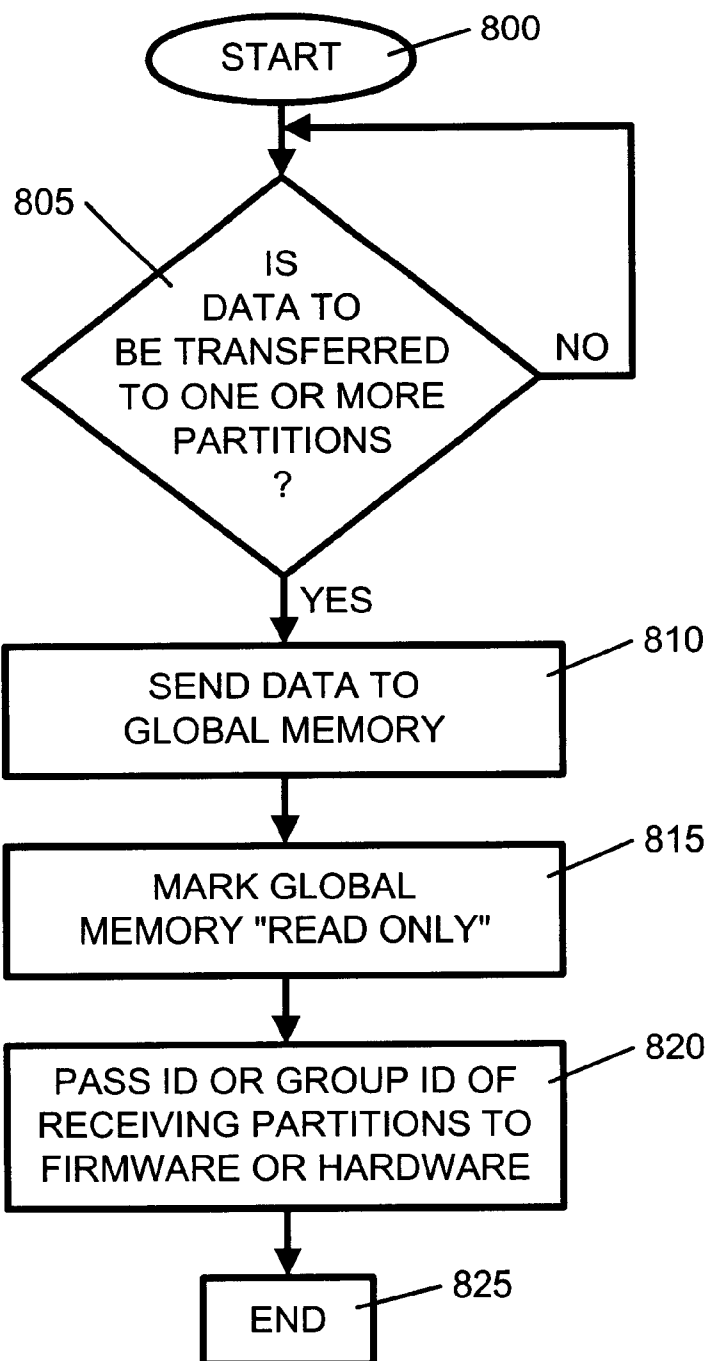 START
800
805
IS
DATA TO
BE TRANSFERRED
TO ONE OR MORE
PARTITIONS
?
NO
YES
810
SEND DATA TO
GLOBAL MEMORY
815
MARK GLOBAL
MEMORY "READ ONLY"
820
PASS ID OR GROUP ID OF
RECEIVING PARTITIONS TO
FIRMWARE OR HARDWARE
825
END